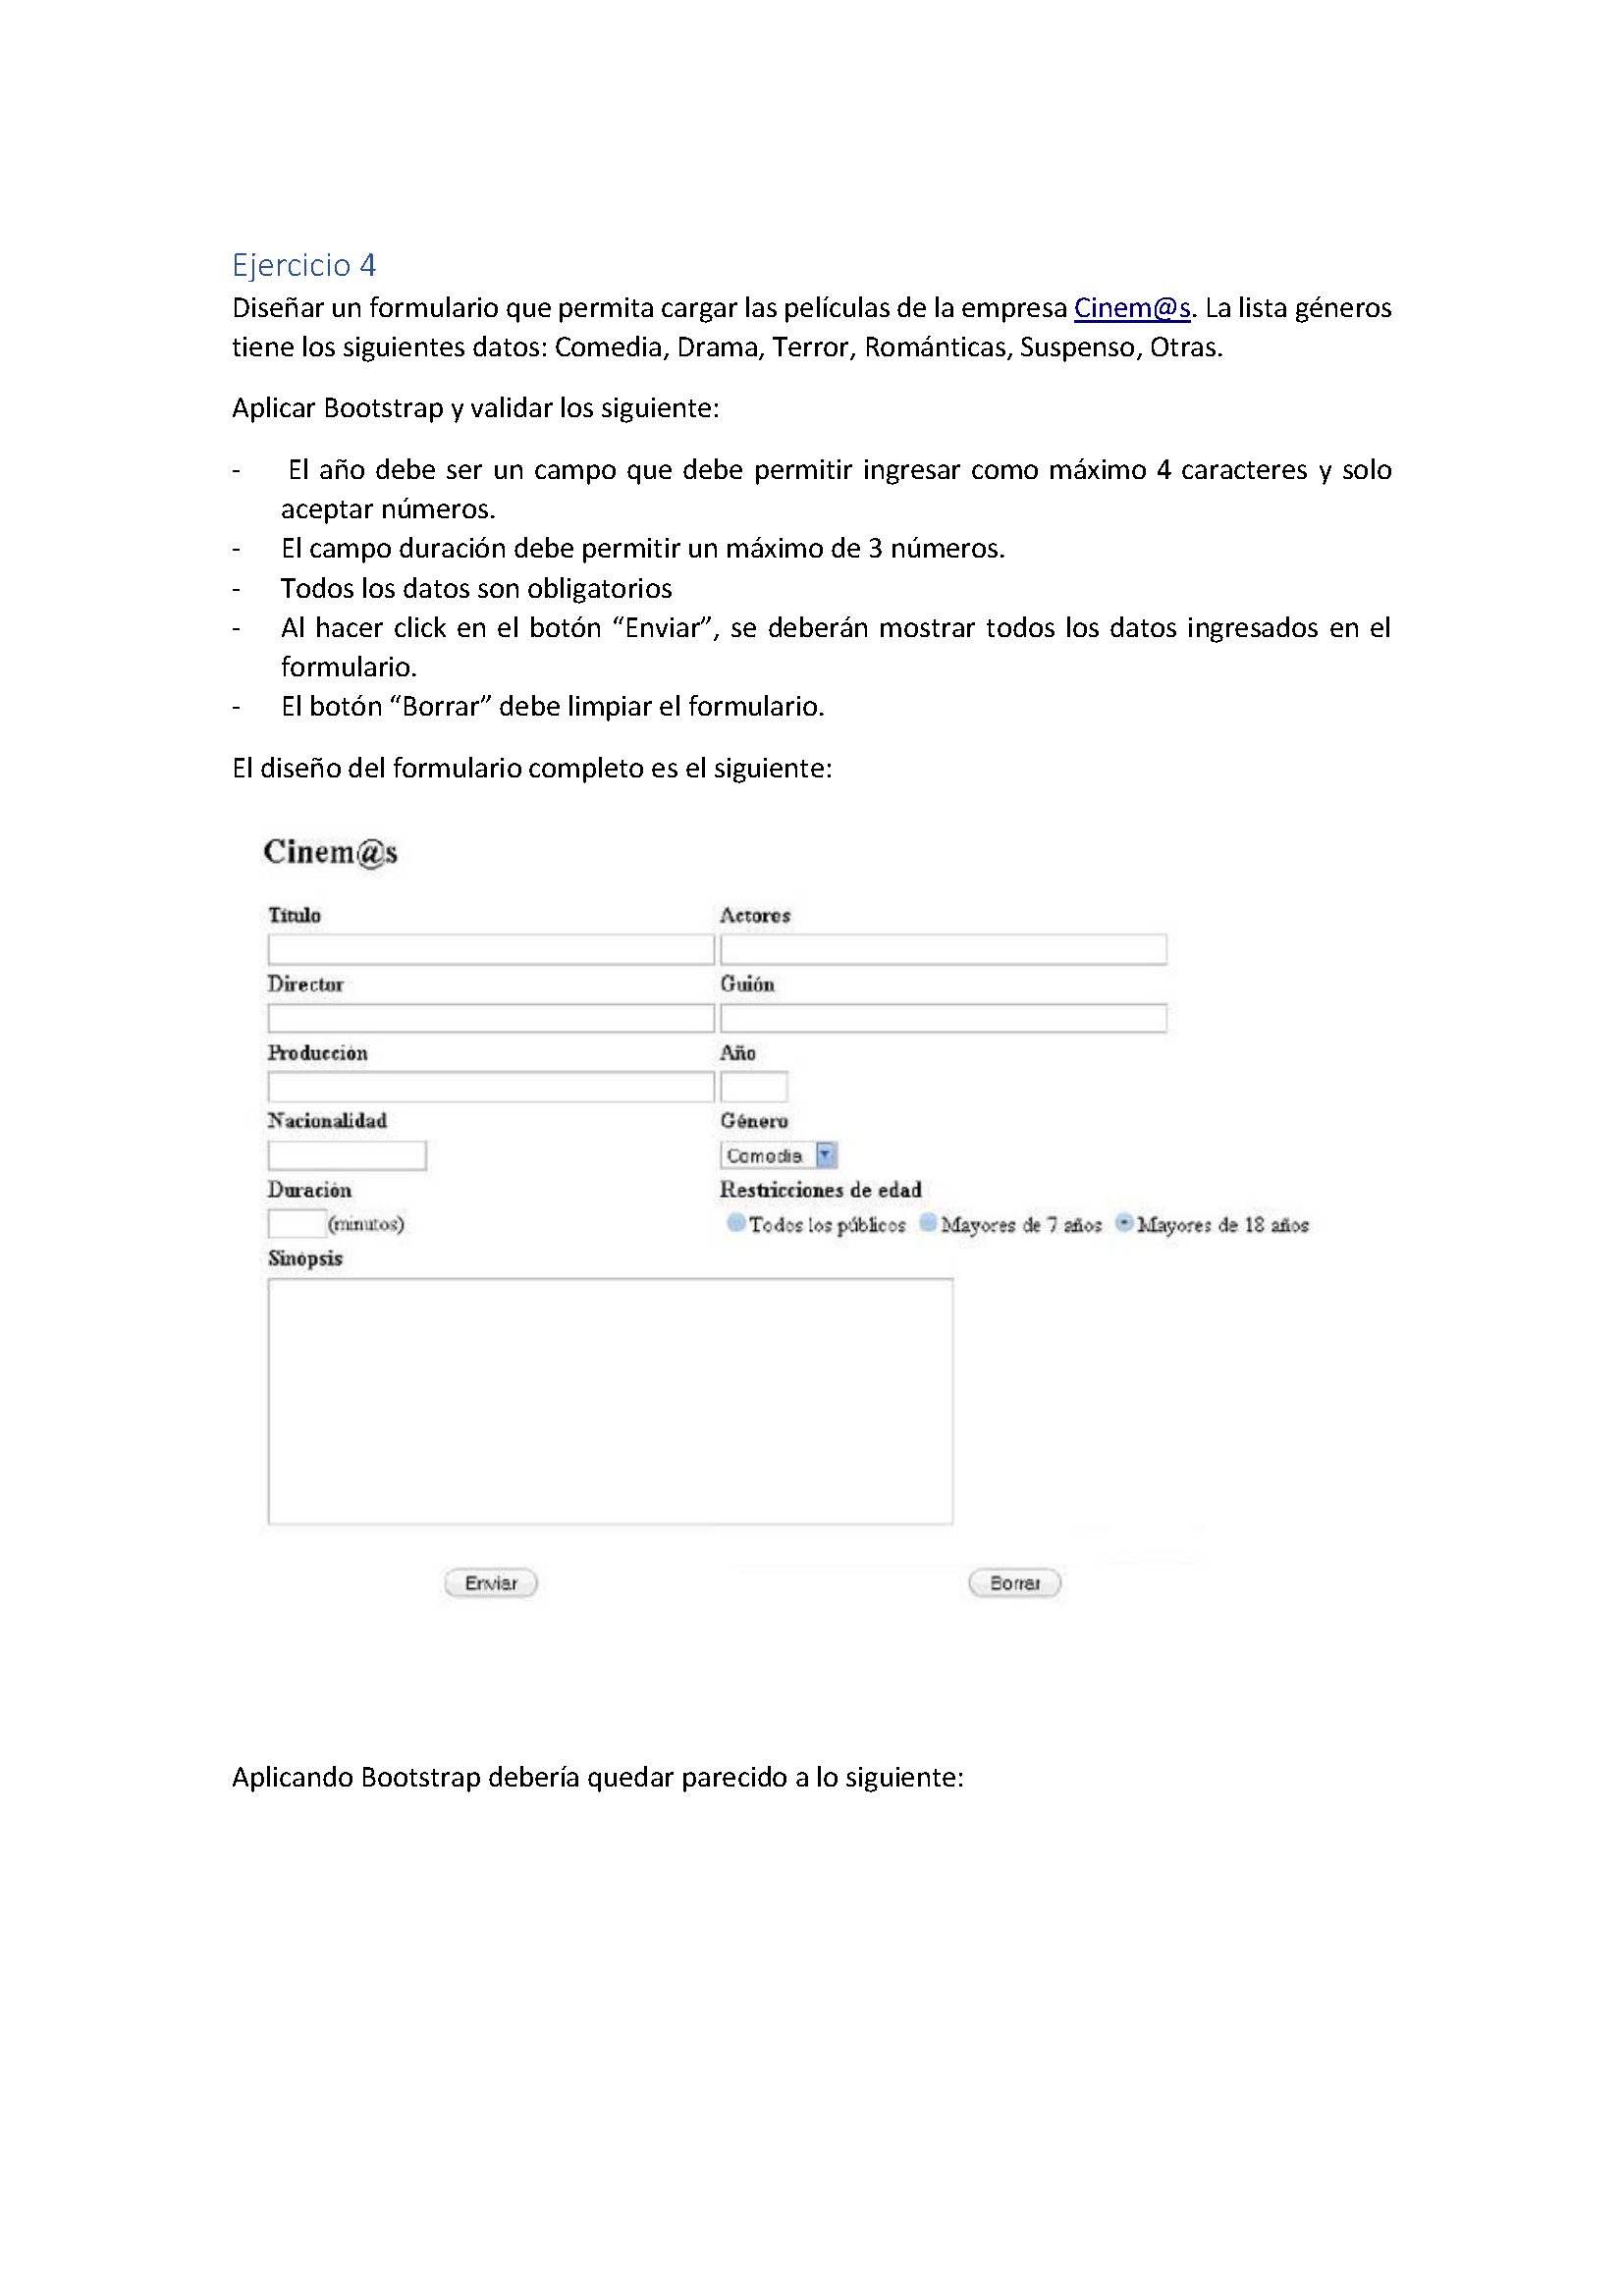 Ejercicio 4
Diseñar un formulario que permita cargar las películas de la empresa Cinem@s. La lista géneros
tiene los siguientes datos: Comedia, Drama, Terror, Románticas, Suspenso, Otras.
Aplicar Bootstrap y validar los siguiente:
- El año debe ser un campo que debe permitir ingresar como máximo 4 caracteres y solo
aceptar números.
- El campo duración debe permitir un máximo de 3 números.
- Todos los datos son obligatorios
- Al hacer click en el botón “Enviar”, se deberán mostrar todos los datos ingresados en el
formulario.
- El botón “Borrar” debe limpiar el formulario.
El diseño del formulario completo es el siguiente:
Cinem@s
Título Actores
Director Guión
Producción Año
Nacionalidad Género
Comedia
Duración Restricciones de edad
(minutos) Todos los públicos Mayores de 7 años Mayores de 18 años
Sinopsis
Enviar Borrar
Aplicando Bootstrap debería quedar parecido a lo siguiente: